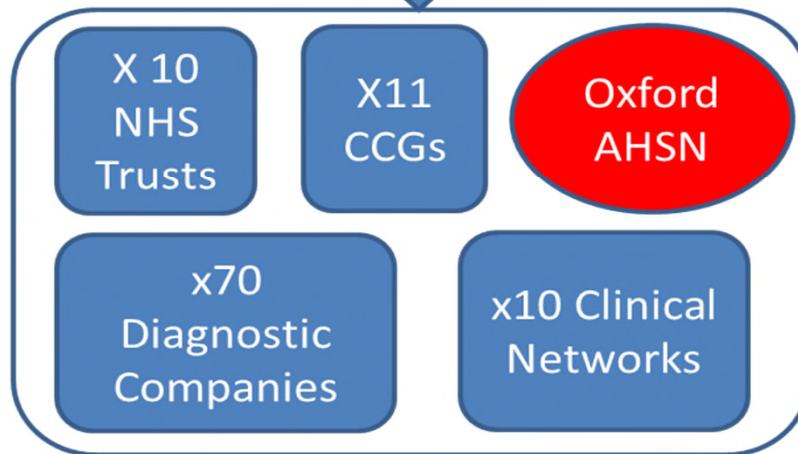 X 10
NHS
Trusts
X11
CCGs
Oxford
AHSN
x70
Diagnostic
Companies
x10 Clinical
Networks